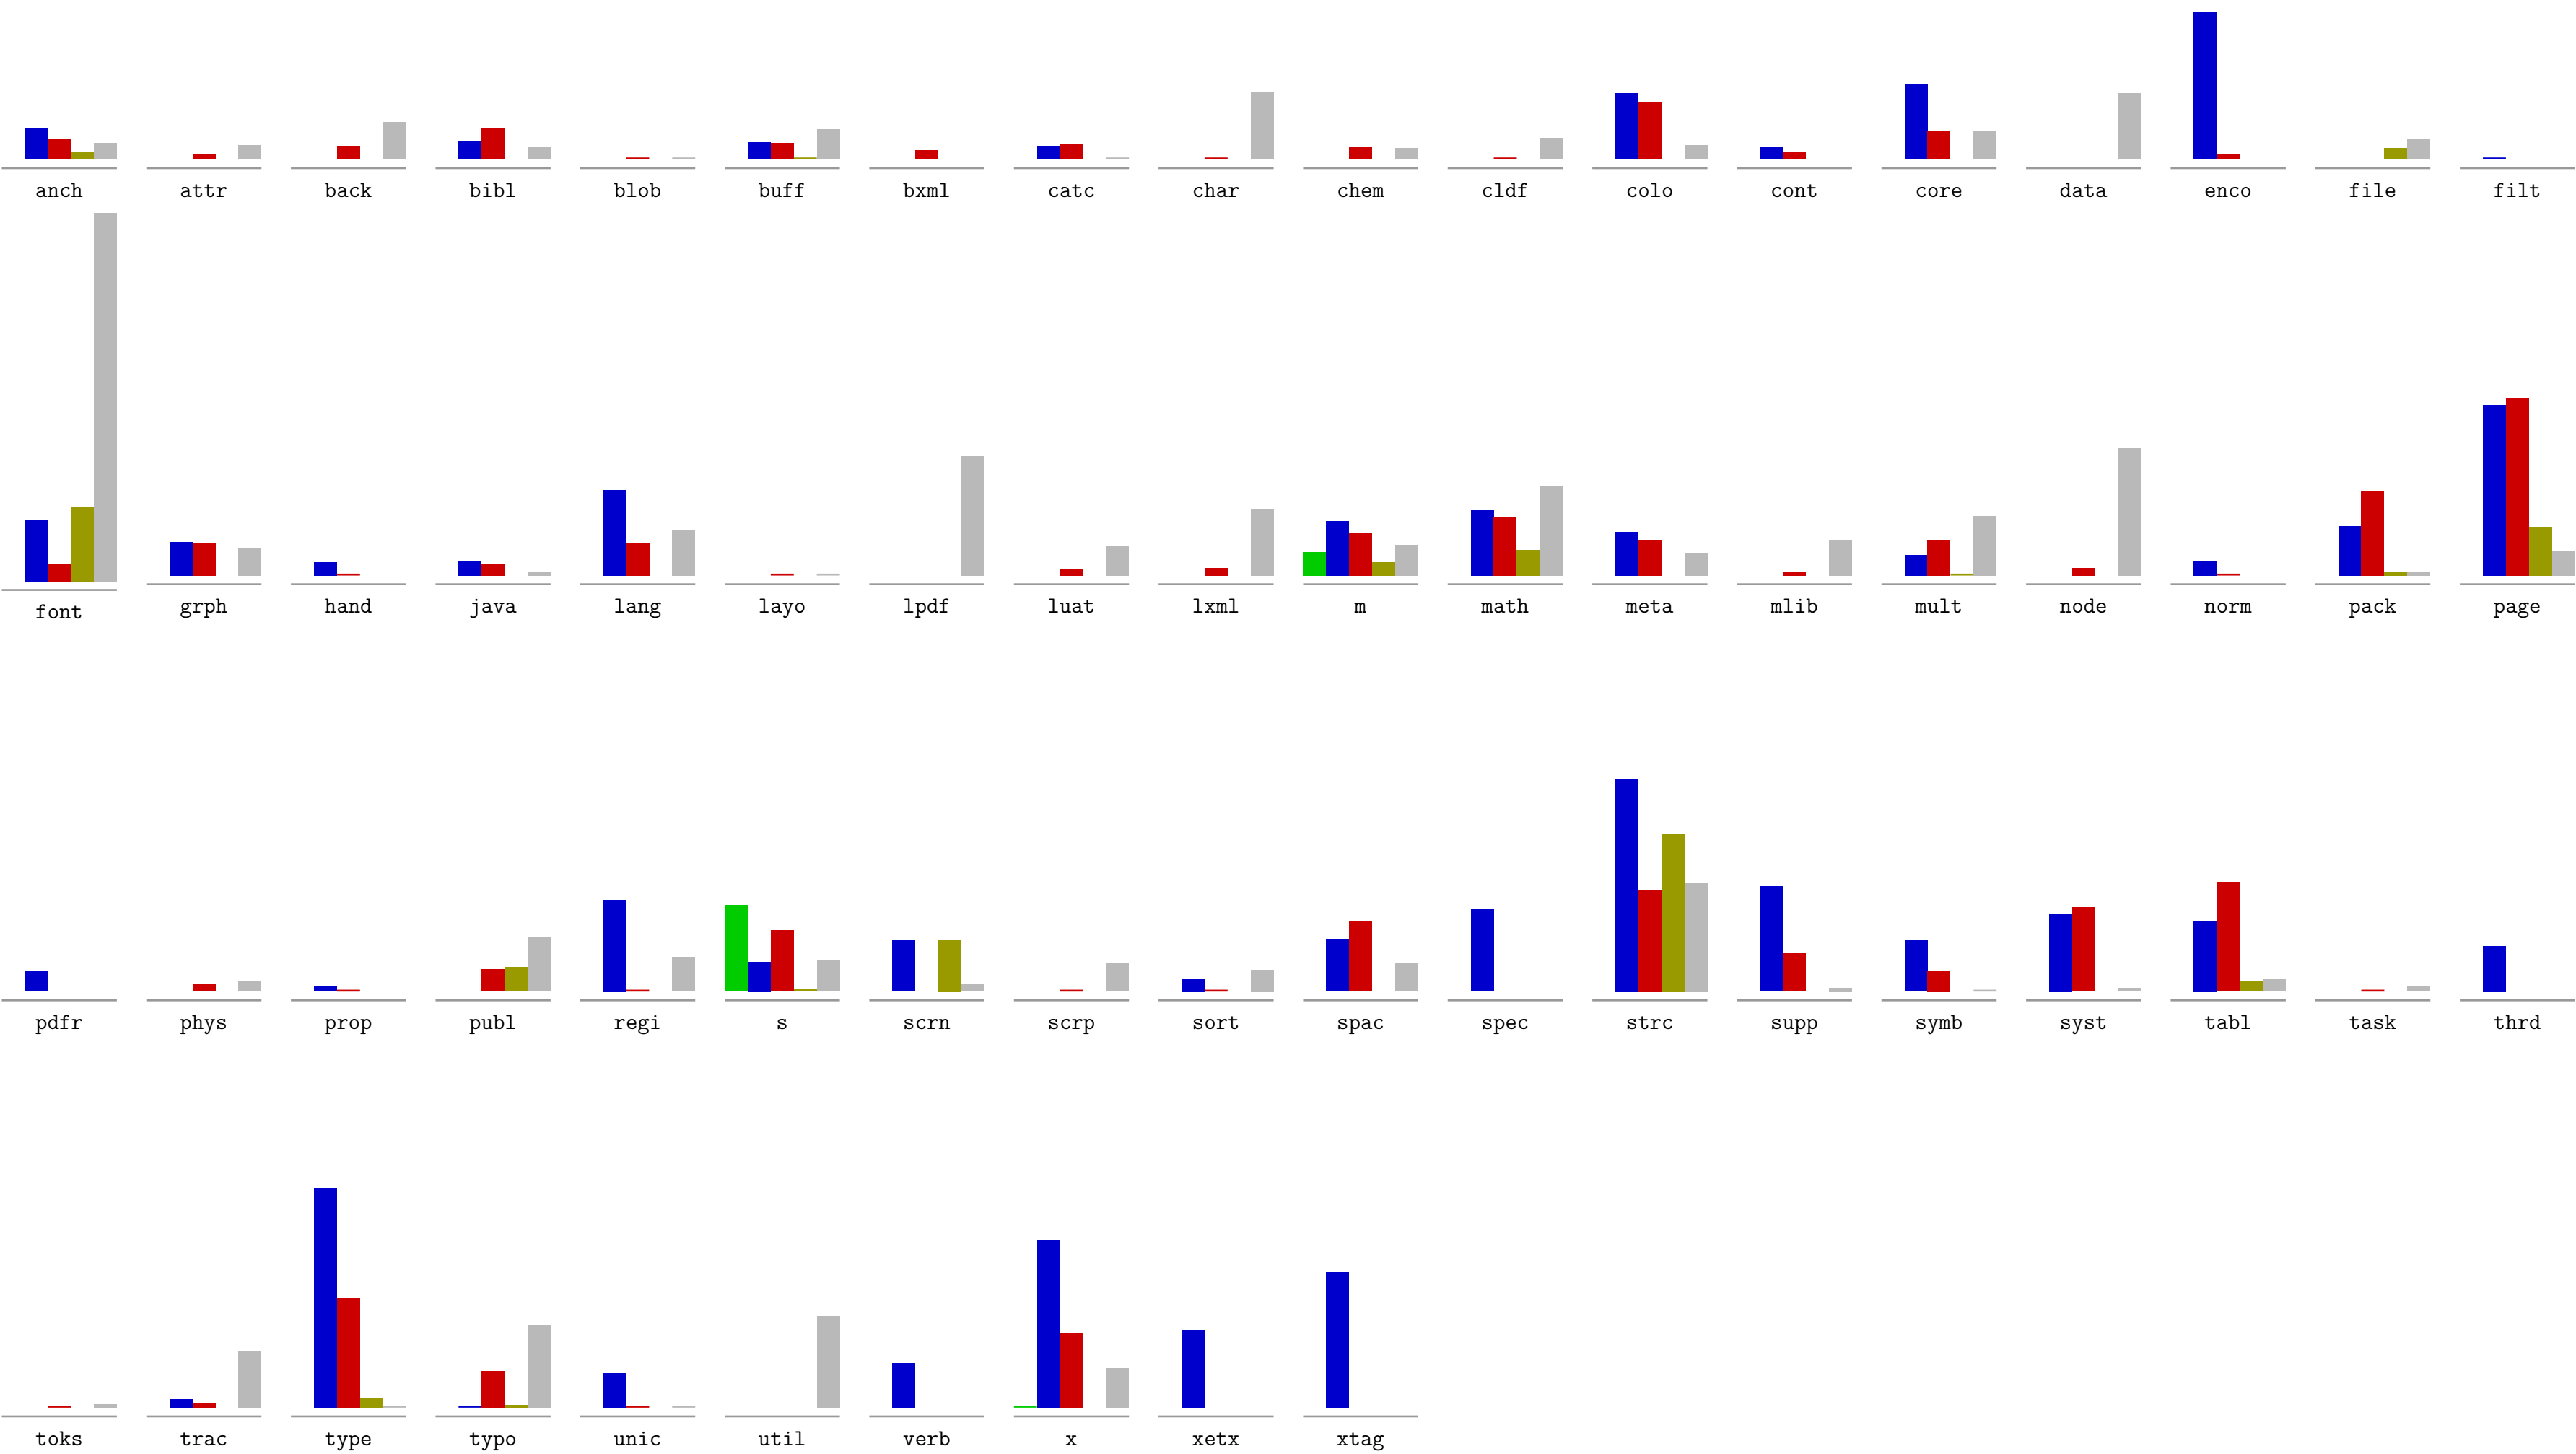 anch attr back bibl blob buff bxml catc char chem cldf colo cont core data enco file filt
font grph hand java lang layo lpdf luat lxml m math meta mlib mult node norm pack page
pdfr phys prop publ regi s scrn scrp sort spac spec strc supp symb syst tabl task thrd
toks trac type typo unic util verb x xetx xtag